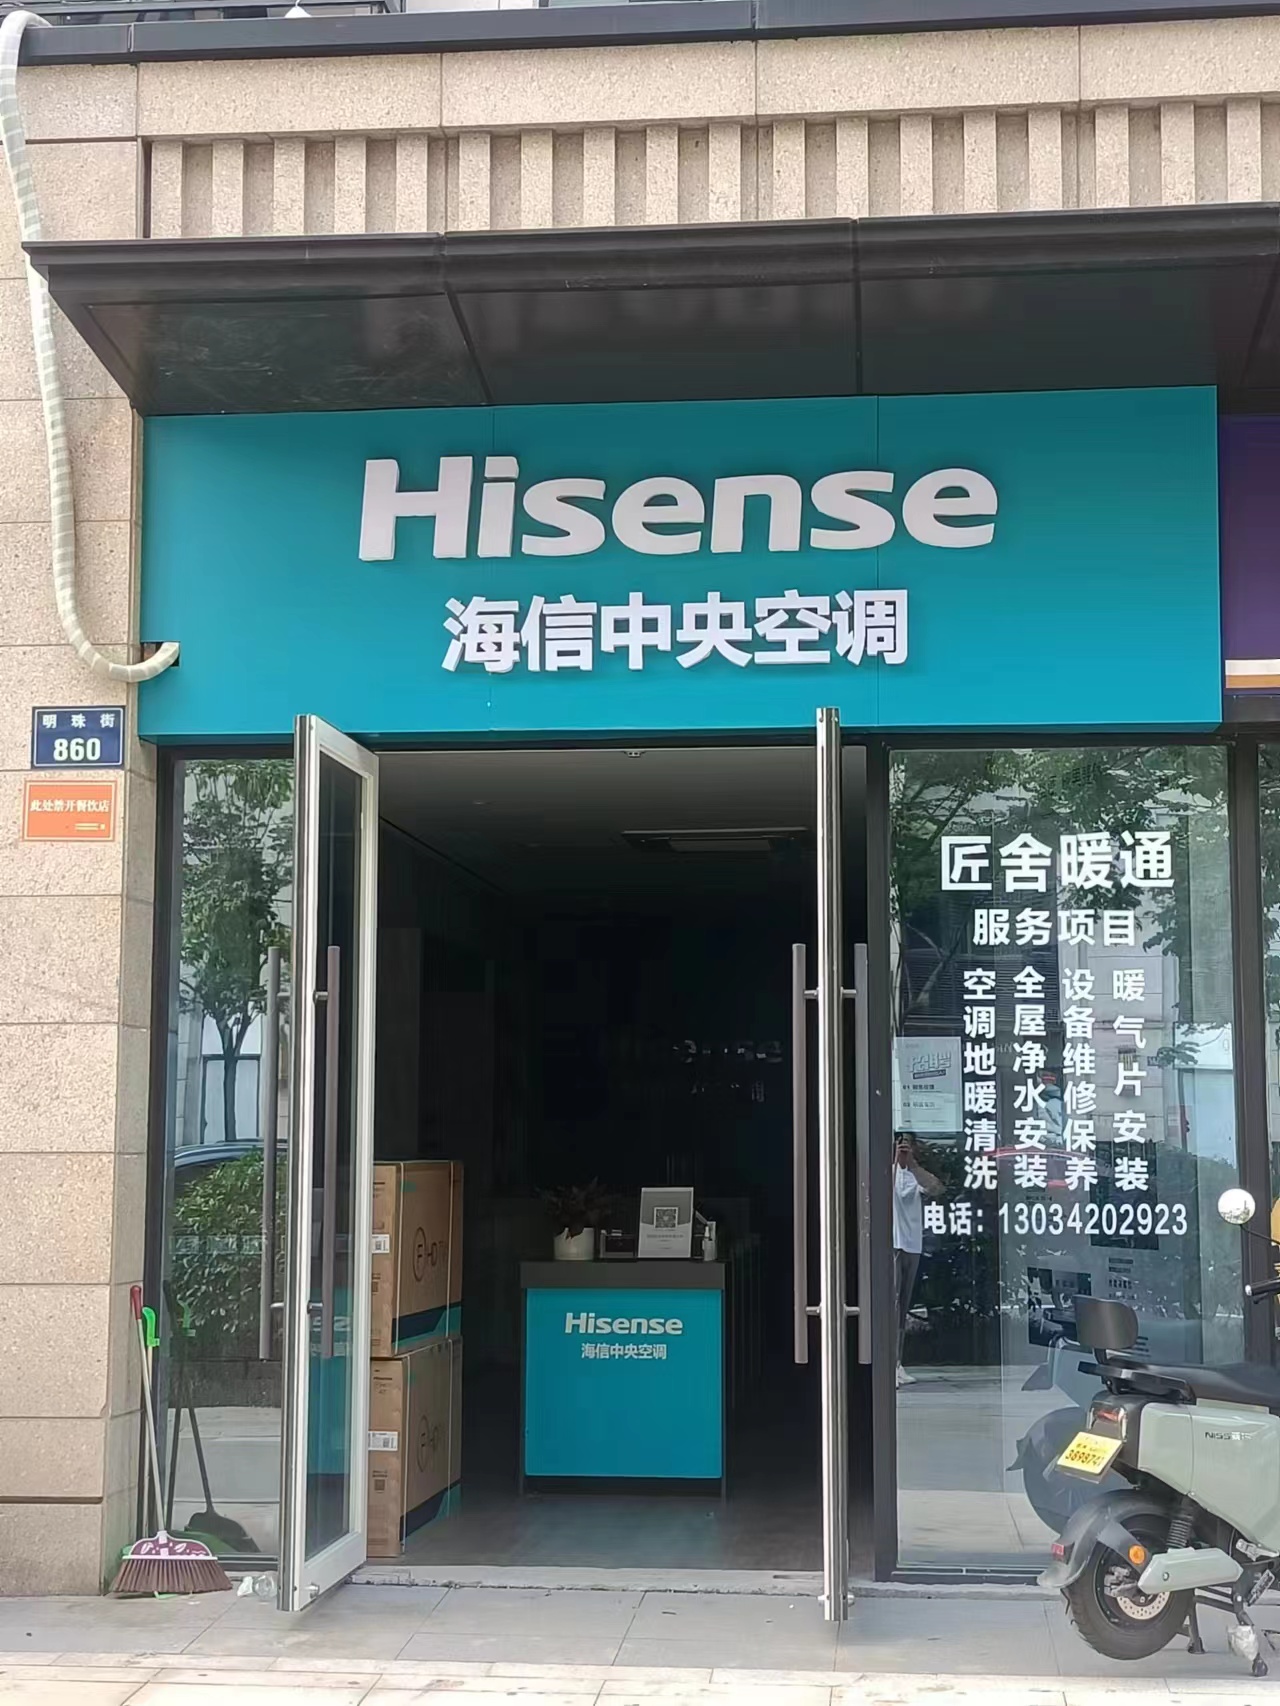 Hisense
海信中央空调
明珠街
860
此处禁开餐饮店
匠舍暖通
服务项目
空调地暖清洗
全屋净水安装
设备维修保养
暖气片安装
电话：13034202923
招聘
Hisense
海信中央空调